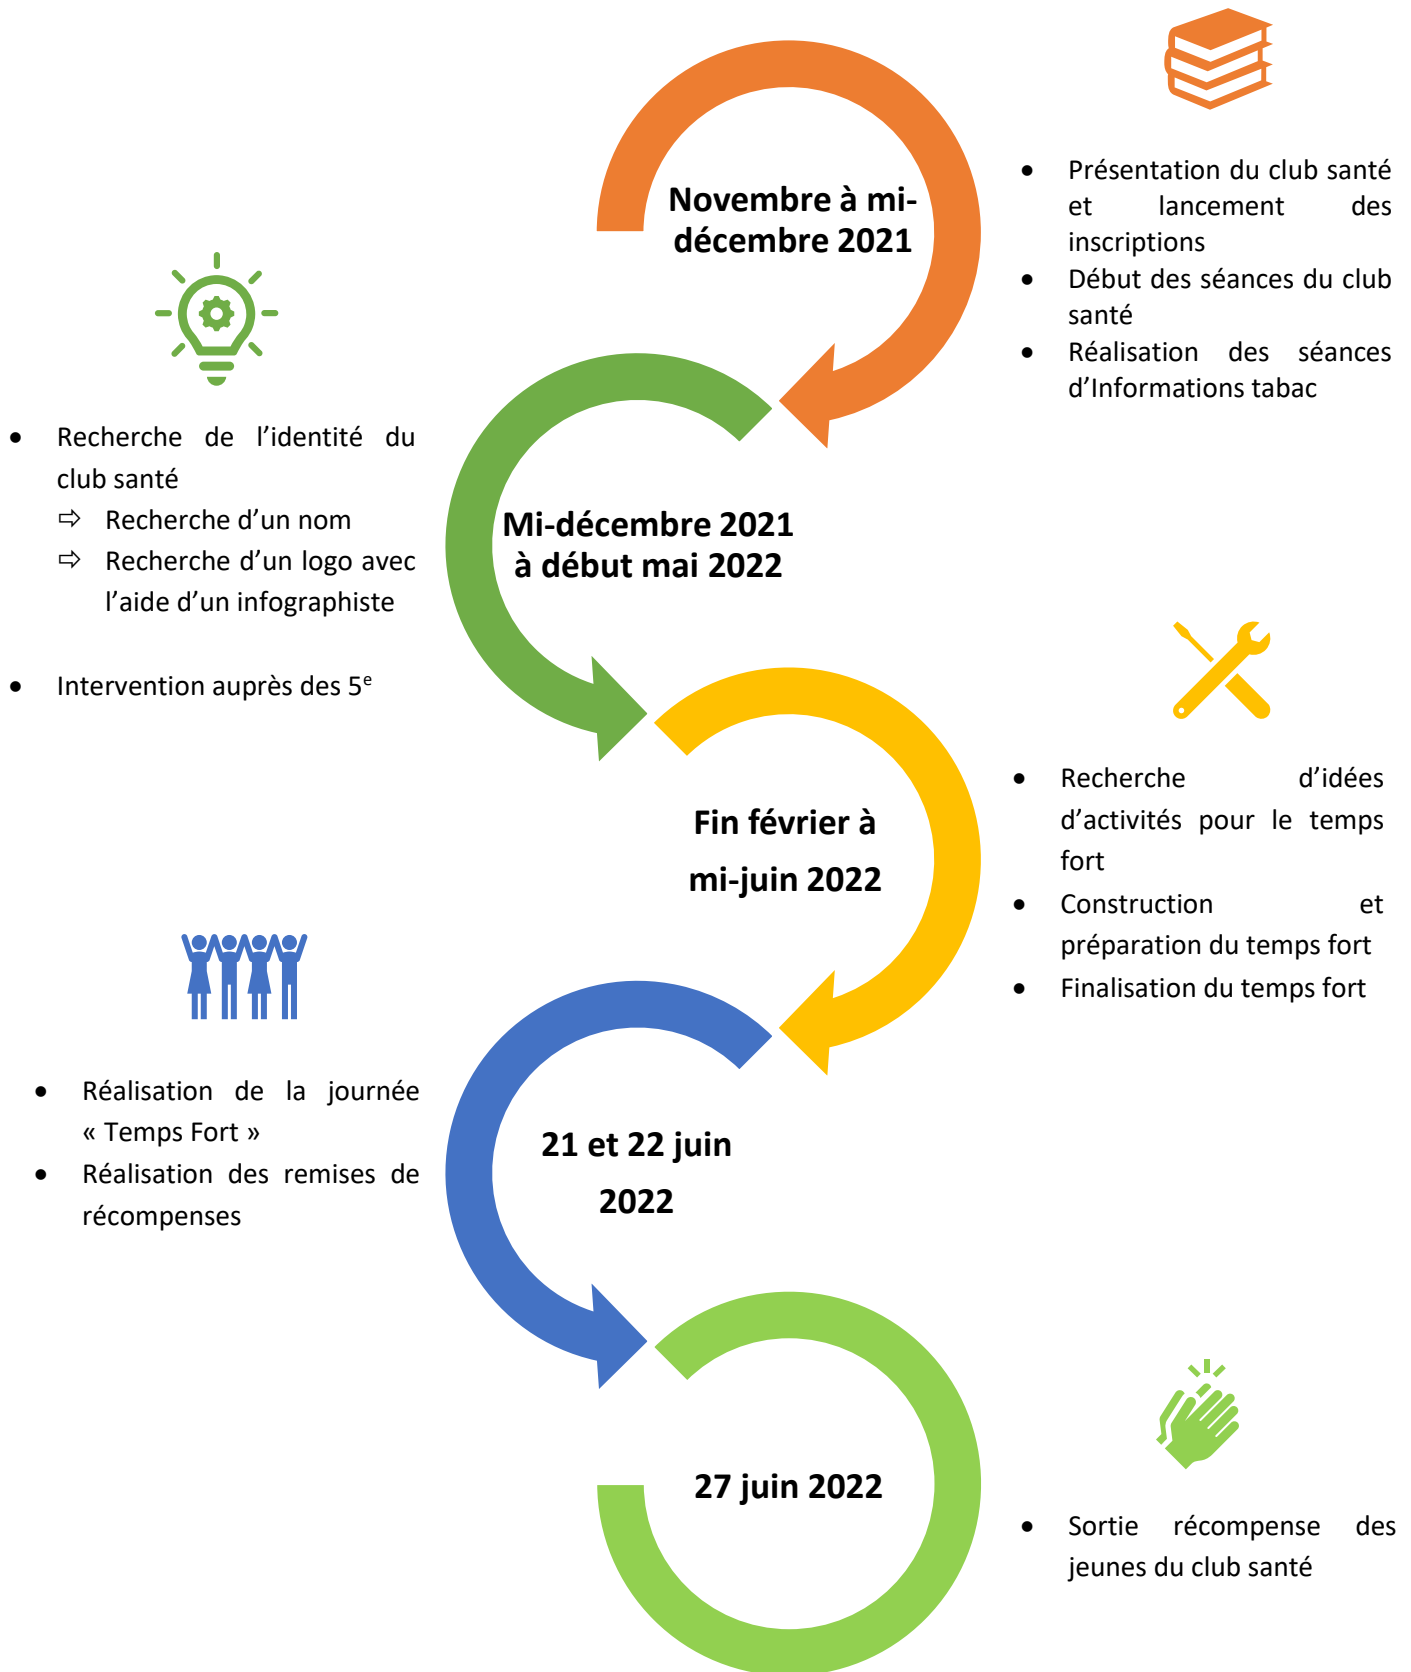 Novembre à mi-
décembre 2021
• Présentation du club santé
et lancement des
inscriptions
• Début des séances du club
santé
• Réalisation des séances
d’Informations tabac
Mi-décembre 2021
à début mai 2022
• Recherche de l’identité du
club santé
⇨ Recherche d’un nom
⇨ Recherche d’un logo avec
l’aide d’un infographiste
• Intervention auprès des 5e
Fin février à
mi-juin 2022
• Recherche d’idées
d’activités pour le temps
fort
• Construction et
préparation du temps fort
• Finalisation du temps fort
21 et 22 juin
2022
• Réalisation de la journée
« Temps Fort »
• Réalisation des remises de
récompenses
27 juin 2022
• Sortie récompense des
jeunes du club santé